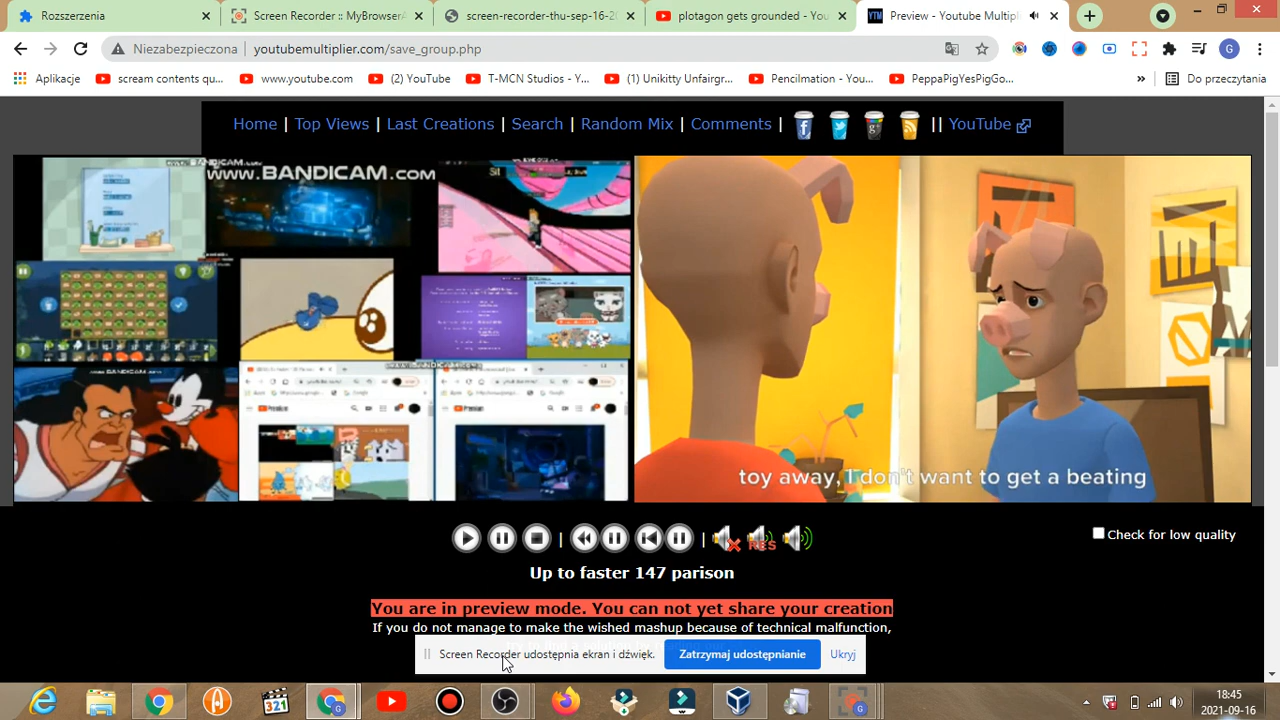 Rozszerzenia
Screen Recorder :: MyBrowserA
screen-recorder-thu-sep-16-2
plotagon gets grounded - You
Preview - Youtube Multipl
Niezabezpieczona
youtubemultiplier.com/save_group.php
G
Aplikacje
scream contents qu...
www.youtube.com
(2) YouTube
T-MCN Studios - Y...
(1) Unikitty Unfairgr...
Pencilmation - You...
PeppaPigYesPigGo...
»
Do przeczytania
Home | Top Views | Last Creations | Search | Random Mix | Comments | || YouTube
www.BANDICAM.com
toy away, I don't want to get a beating
RES
Check for low quality
Up to faster 147 parison
You are in preview mode. You can not yet share your creation
If you do not manage to make the wished mashup because of technical malfunction,
Screen Recorder udostępnia ekran i dźwięk.
Zatrzymaj udostępnianie
Ukryj
321
18:45
2021-09-16